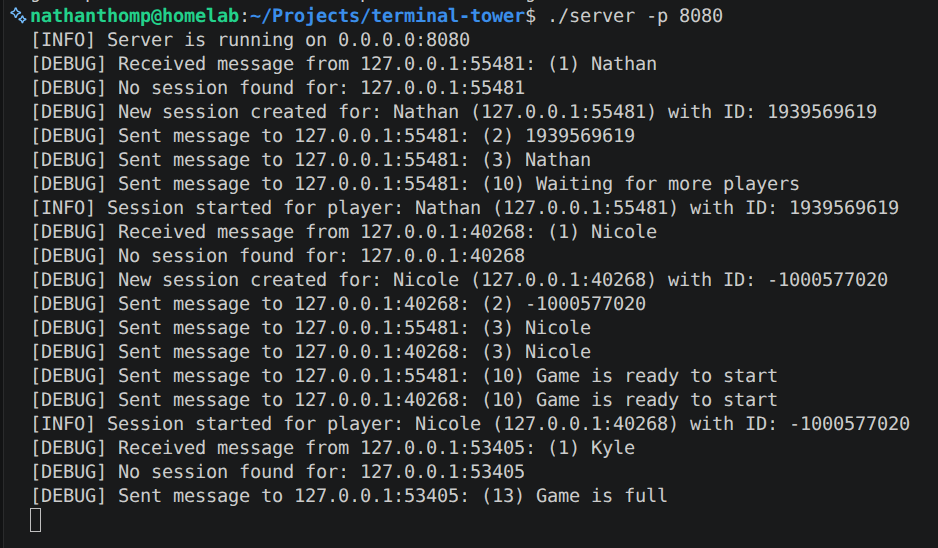 nathanthomp@homelab:~/Projects/terminal-tower$ ./server -p 8080
[INFO] Server is running on 0.0.0.0:8080
[DEBUG] Received message from 127.0.0.1:55481: (1) Nathan
[DEBUG] No session found for: 127.0.0.1:55481
[DEBUG] New session created for: Nathan (127.0.0.1:55481) with ID: 1939569619
[DEBUG] Sent message to 127.0.0.1:55481: (2) 1939569619
[DEBUG] Sent message to 127.0.0.1:55481: (3) Nathan
[DEBUG] Sent message to 127.0.0.1:55481: (10) Waiting for more players
[INFO] Session started for player: Nathan (127.0.0.1:55481) with ID: 1939569619
[DEBUG] Received message from 127.0.0.1:40268: (1) Nicole
[DEBUG] No session found for: 127.0.0.1:40268
[DEBUG] New session created for: Nicole (127.0.0.1:40268) with ID: -1000577020
[DEBUG] Sent message to 127.0.0.1:40268: (2) -1000577020
[DEBUG] Sent message to 127.0.0.1:55481: (3) Nicole
[DEBUG] Sent message to 127.0.0.1:40268: (3) Nicole
[DEBUG] Sent message to 127.0.0.1:55481: (10) Game is ready to start
[DEBUG] Sent message to 127.0.0.1:40268: (10) Game is ready to start
[INFO] Session started for player: Nicole (127.0.0.1:40268) with ID: -1000577020
[DEBUG] Received message from 127.0.0.1:53405: (1) Kyle
[DEBUG] No session found for: 127.0.0.1:53405
[DEBUG] Sent message to 127.0.0.1:53405: (13) Game is full